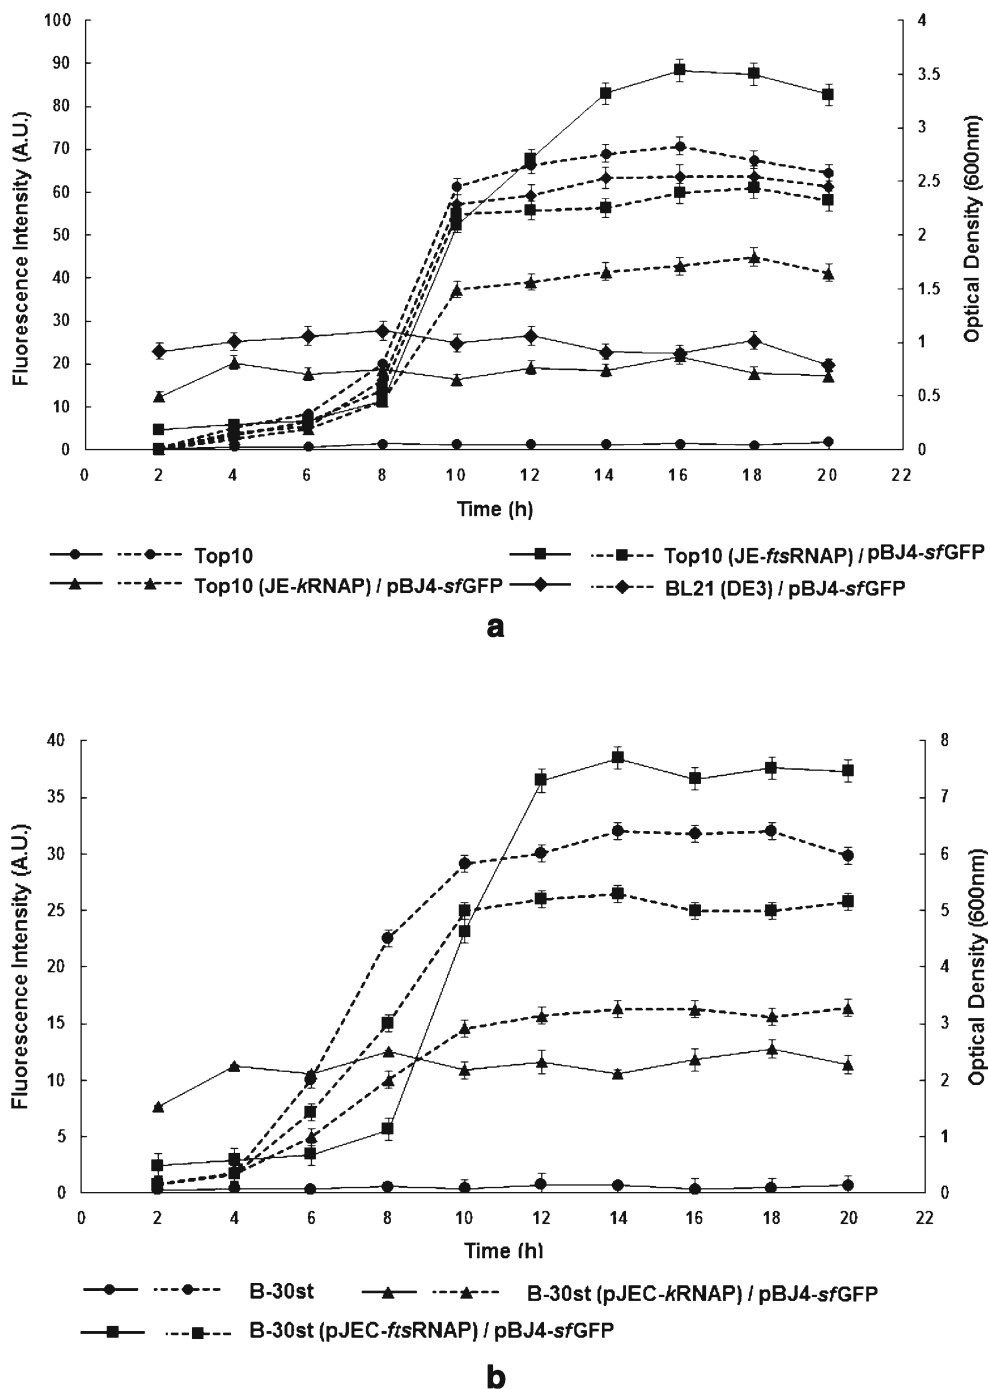 100
90
80
70
60
50
40
30
20
10
0
Fluorescence Intensity (A.U.)
4
3.5
3
2.5
2
1.5
1
0.5
0
Optical Density (600nm)
0 2 4 6 8 10 12 14 16 18 20 22
Time (h)
Top10
Top10 (JE-ftsRNAP) / pBJ4-sfGFP
Top10 (JE-kRNAP) / pBJ4-sfGFP
BL21 (DE3) / pBJ4-sfGFP
a
40
35
30
25
20
15
10
5
0
Fluorescence Intensity (A.U.)
8
7
6
5
4
3
2
1
0
Optical Density (600nm)
0 2 4 6 8 10 12 14 16 18 20 22
Time (h)
B-30st
B-30st (pJEC-kRNAP) / pBJ4-sfGFP
B-30st (pJEC-ftsRNAP) / pBJ4-sfGFP
b